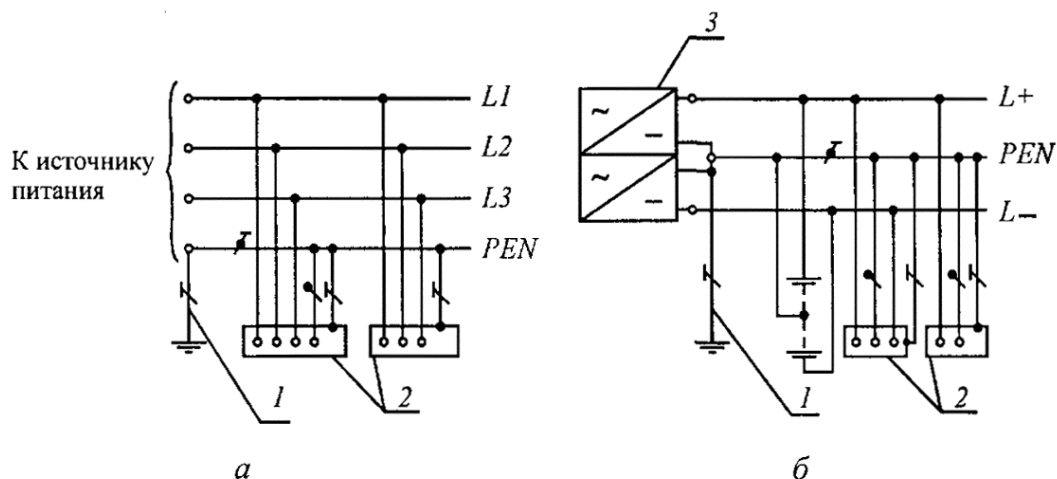 3
L1
L2
L3
PEN
К источнику
питания
1
2
а
L+
PEN
L–
1
2
б